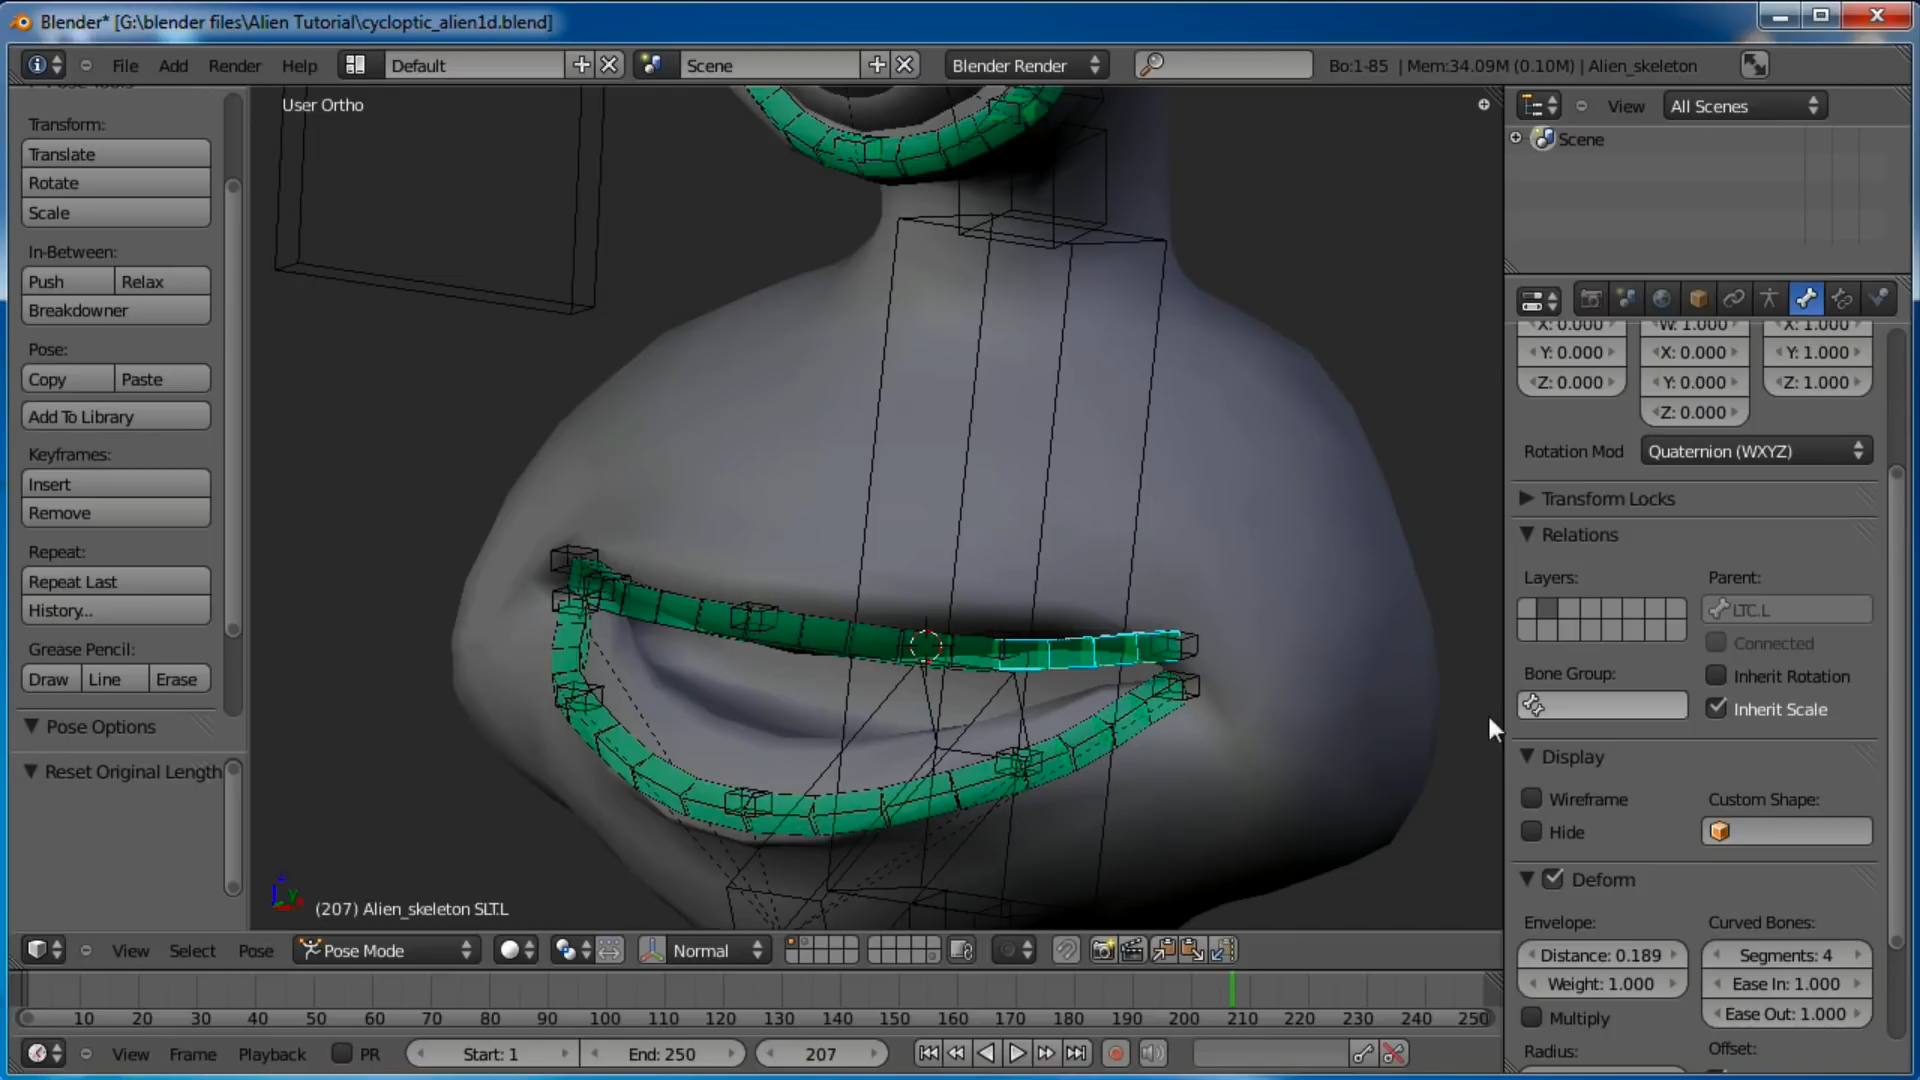 Blender* [G:\blender files\Alien Tutorial\cycloptic_alien1d.blend]
File Add Render Help Default Scene Blender Render Bo:1-85 | Mem:34.09M (0.10M) | Alien_skeleton
User Ortho
Transform:
Translate
Rotate
Scale
In-Between:
Push Relax
Breakdowner
Pose:
Copy Paste
Add To Library
Keyframes:
Insert
Remove
Repeat:
Repeat Last
History...
Grease Pencil:
Draw Line Erase
Pose Options
Reset Original Length
(207) Alien_skeleton SLT.L
View All Scenes
Scene
X: 0.000 W: 1.000 X: 1.000
Y: 0.000 X: 0.000 Y: 1.000
Z: 0.000 Y: 0.000 Z: 1.000
Z: 0.000
Rotation Mod Quaternion (WXYZ)
Transform Locks
Relations
Layers: Parent:
LTC.L
Connected
Bone Group: Inherit Rotation
Inherit Scale
Display
Wireframe Custom Shape:
Hide
Deform
Envelope: Curved Bones:
Distance: 0.189 Segments: 4
Weight: 1.000 Ease In: 1.000
Multiply Ease Out: 1.000
Radius: Offset:
View Select Pose Pose Mode Normal
10 20 30 40 50 60 70 80 90 100 110 120 130 140 150 160 170 180 190 200 210 220 230 240 250
View Frame Playback PR Start: 1 End: 250 207